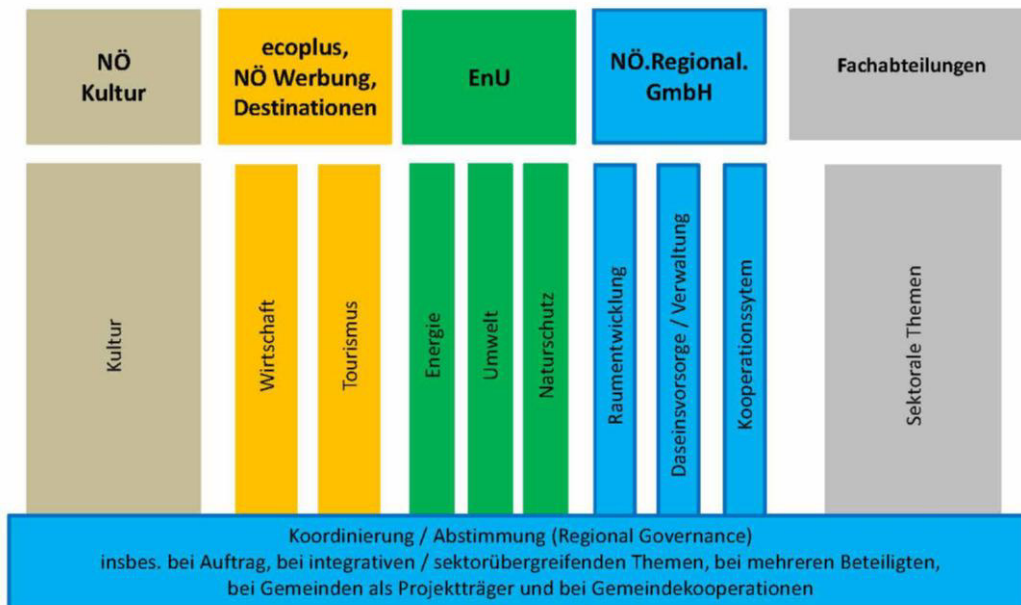 NÖ
Kultur
ecoplus,
NÖ Werbung,
Destinationen
EnU
NÖ.Regional.
GmbH
Fachabteilungen
Kultur
Wirtschaft
Tourismus
Energie
Umwelt
Naturschutz
Raumentwicklung
Daseinsvorsorge / Verwaltung
Kooperationssytem
Sektorale Themen
Koordinierung / Abstimmung (Regional Governance)
insbes. bei Auftrag, bei integrativen / sektorübergreifenden Themen, bei mehreren Beteiligten,
bei Gemeinden als Projektträger und bei Gemeindekooperationen